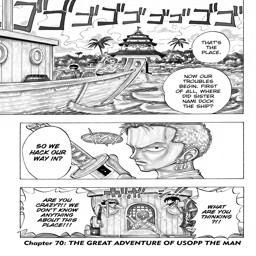 ゴゴゴゴゴゴゴゴ
THAT'S
THE
PLACE.
NOW OUR
TROUBLES
BEGIN. FIRST
OF ALL, WHERE
DID SISTER
NAMI DOCK
THE SHIP?
SO WE
HACK OUR
WAY IN?
ARE YOU
CRAZY?!! WE
DON'T KNOW
ANYTHING
ABOUT THIS
PLACE!!!
WHAT
ARE YOU
THINKING
?!!
Chapter 70: THE GREAT ADVENTURE OF USOPP THE MAN